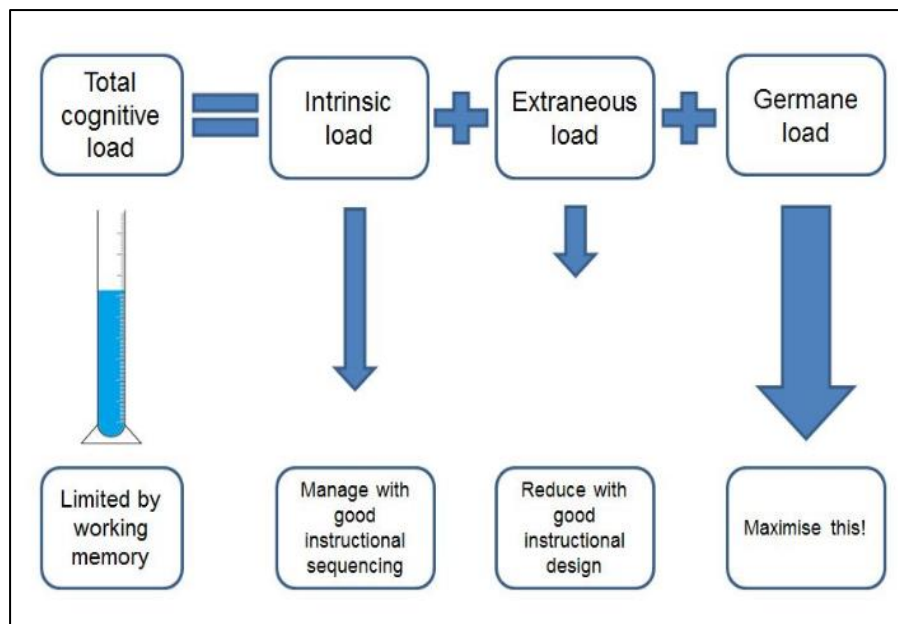 Total
cognitive
load
Intrinsic
load
Extraneous
load
Germane
load
Limited by
working
memory
Manage with
good
instructional
sequencing
Reduce with
good
instructional
design
Maximise this!